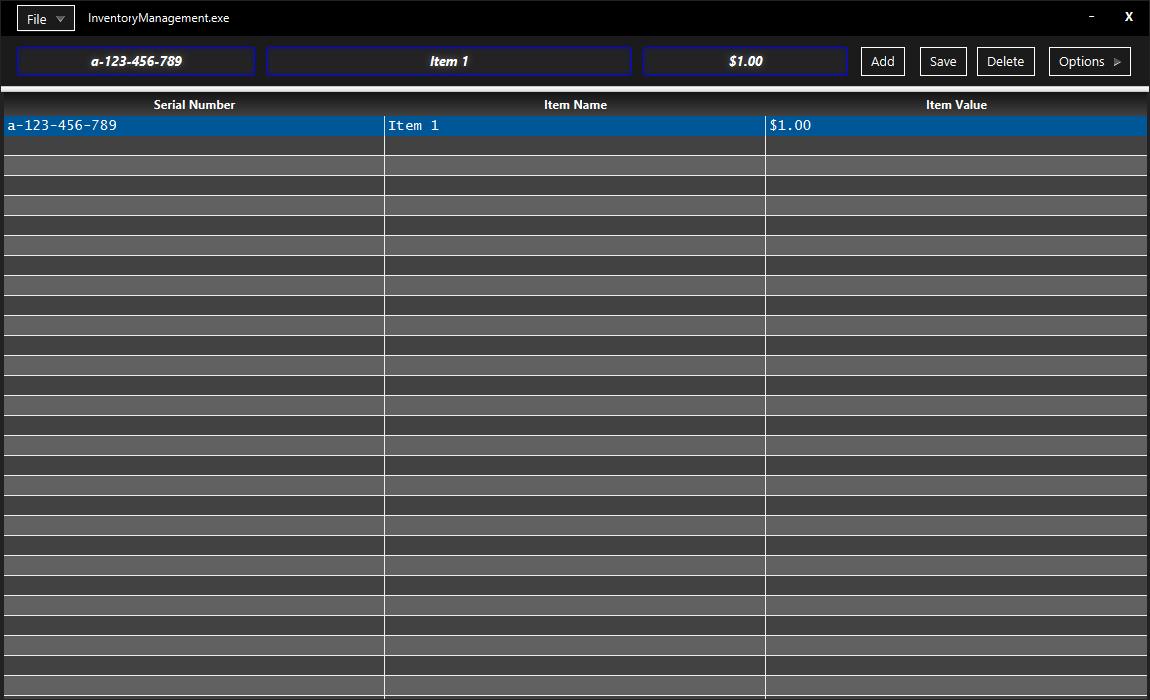 File InventoryManagement.exe - X
a-123-456-789 Item 1 $1.00 Add Save Delete Options
Serial Number Item Name Item Value
a-123-456-789 Item 1 $1.00